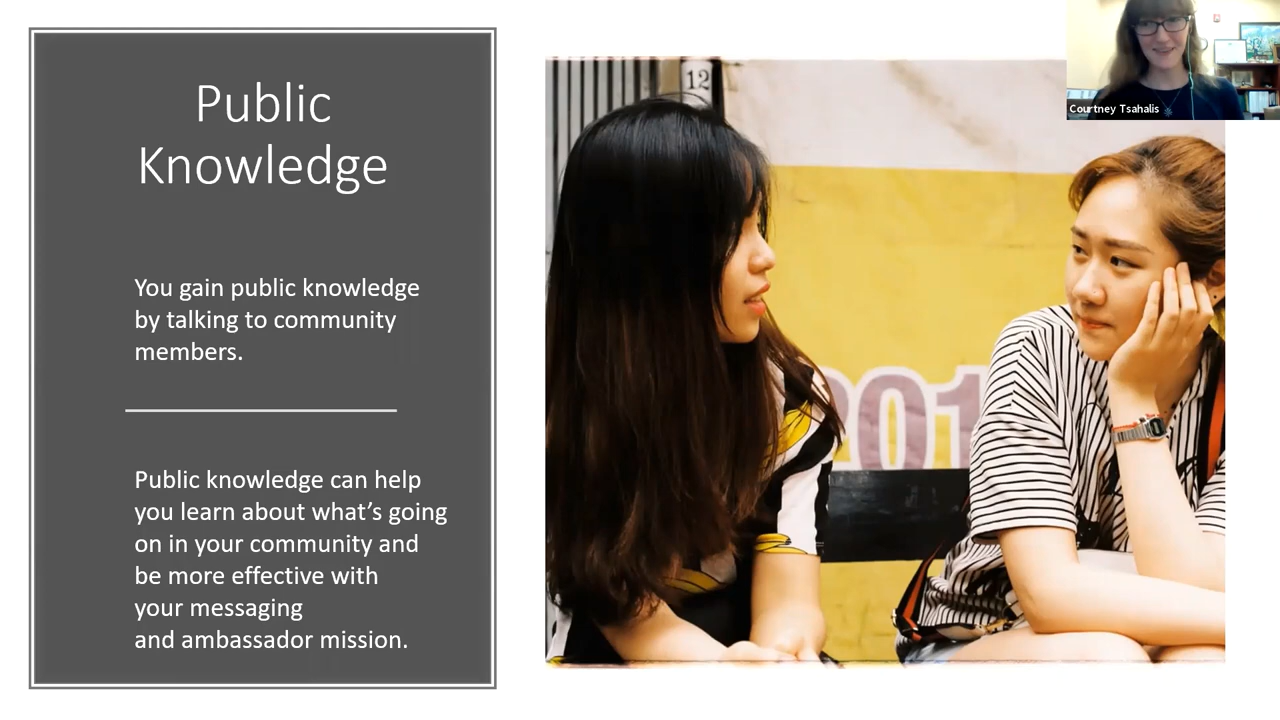 Public
Knowledge
You gain public knowledge
by talking to community
members.
Public knowledge can help
you learn about what's going
on in your community and
be more effective with
your messaging
and ambassador mission.
12
201
Courtney Tsahalis